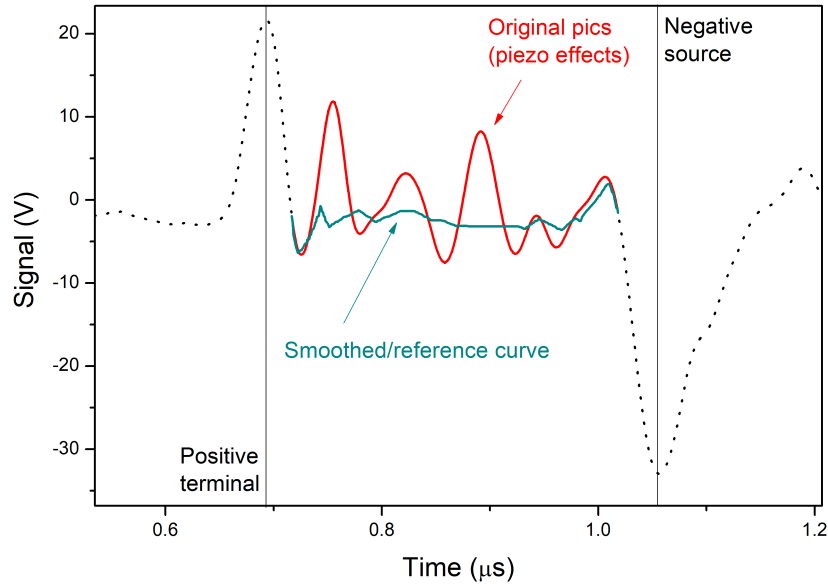 Original pics
(piezo effects)
Negative
source
Smoothed/reference curve
Positive
terminal
20
10
0
-10
-20
-30
Signal (V)
0.6
0.8
1.0
1.2
Time (μs)